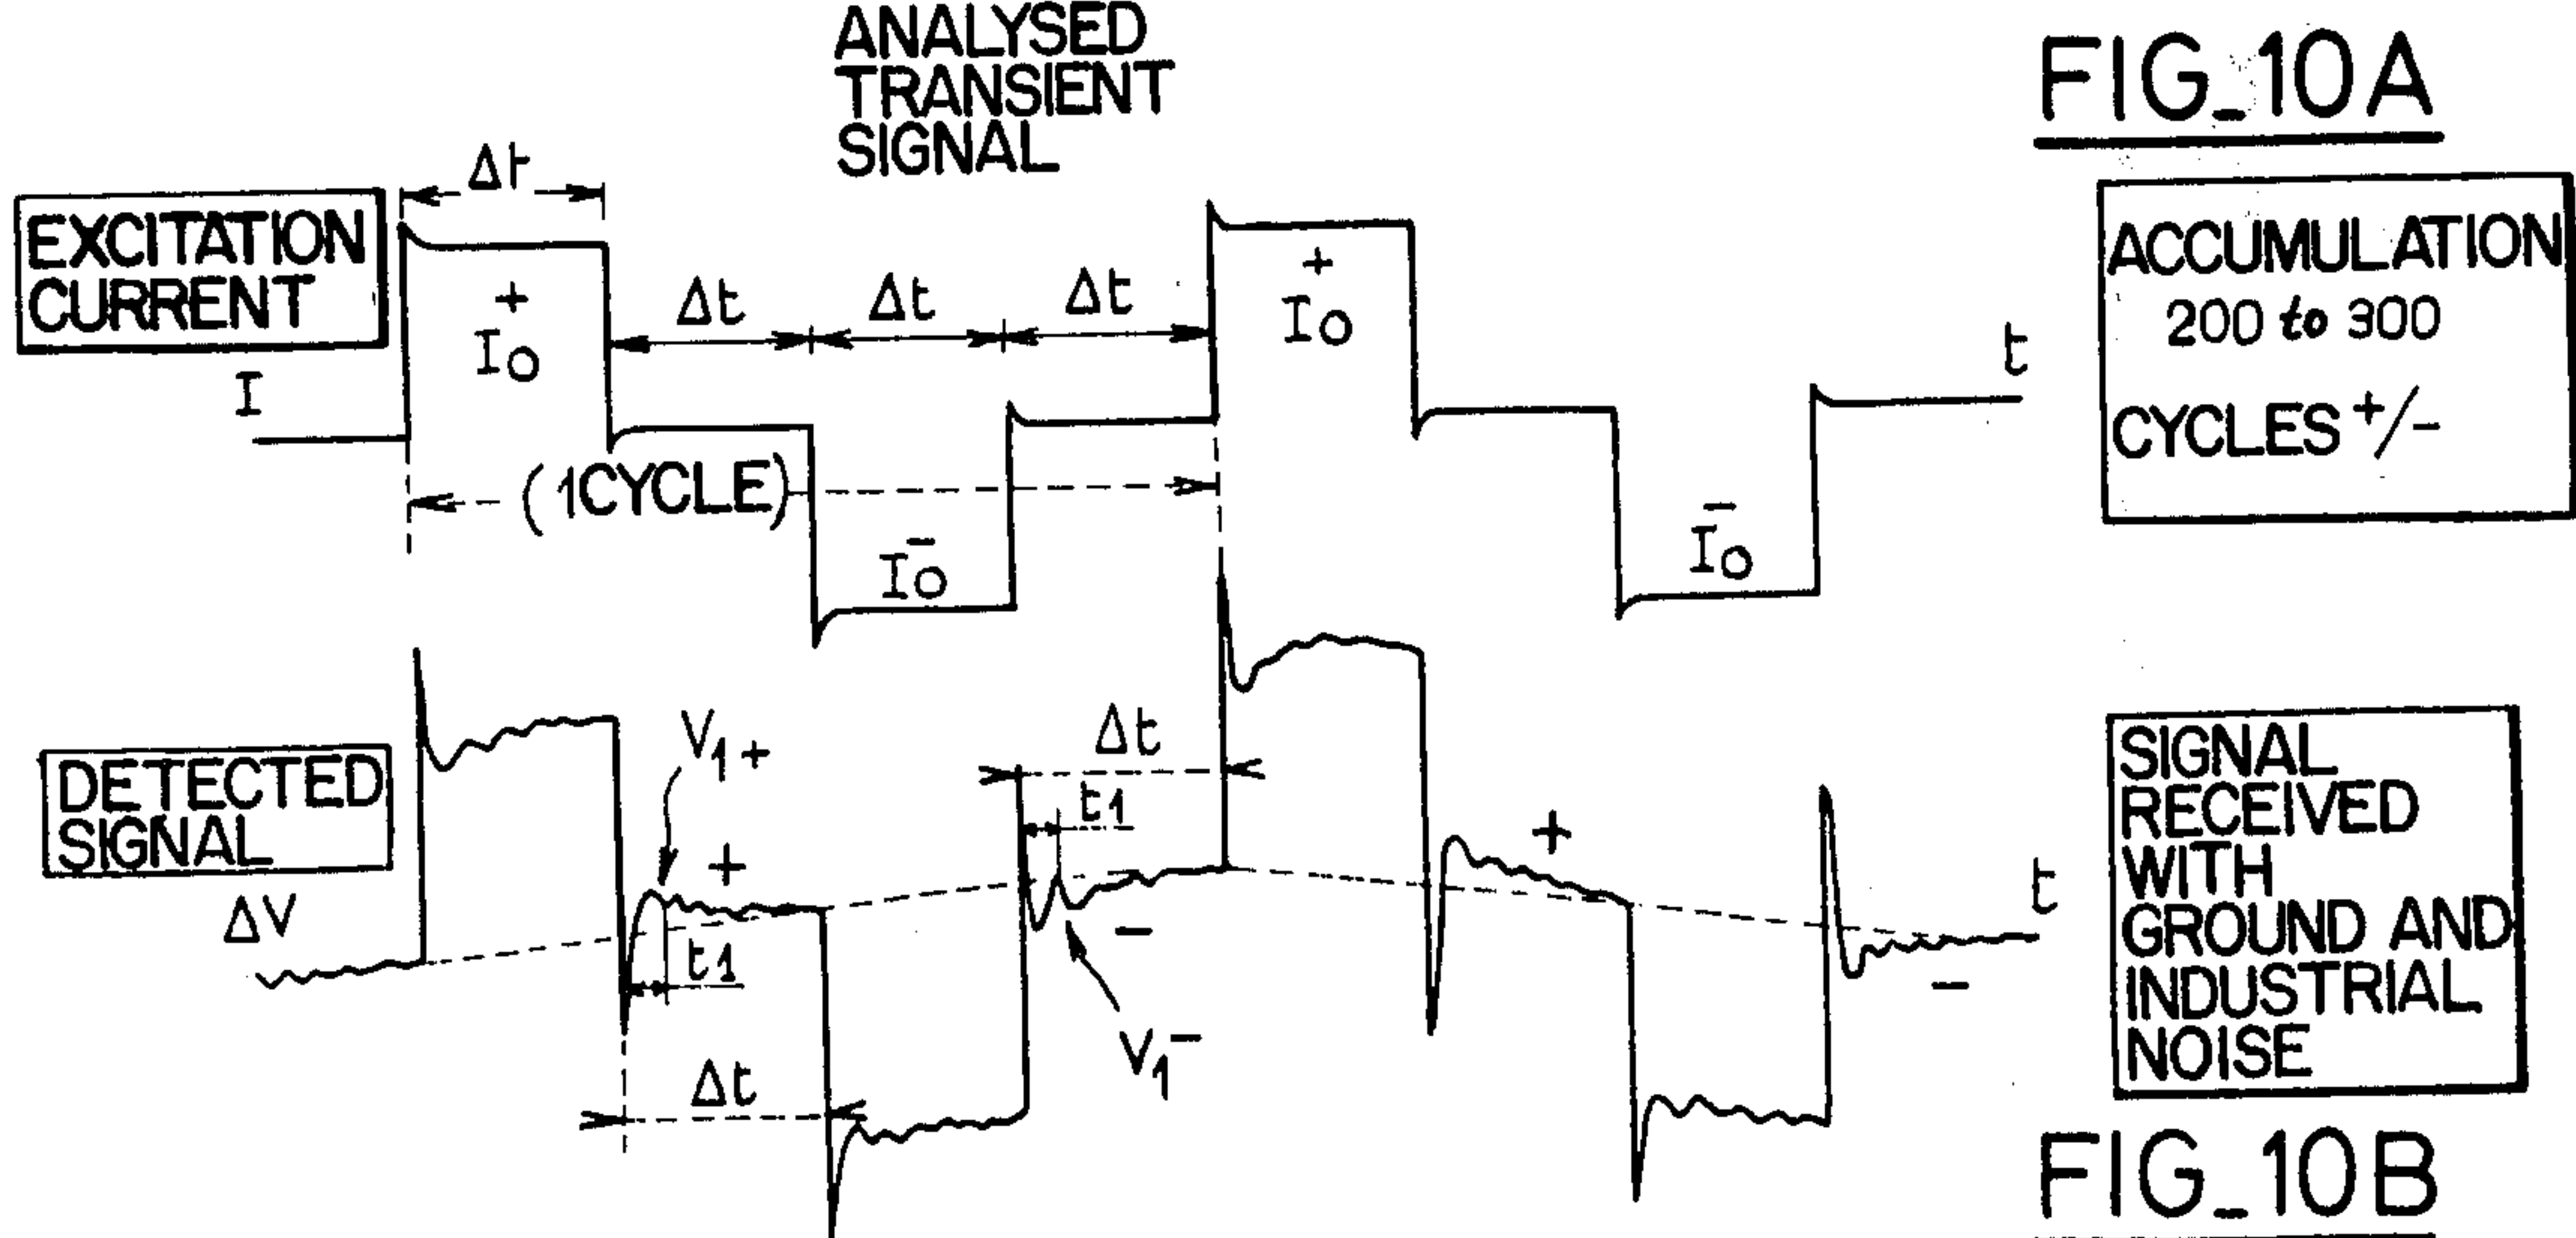 ANALYSED
TRANSIENT
SIGNAL
FIG_10A
EXCITATION
CURRENT
Δt
I
+
I0
Δt
Δt
Δt
+
I0
t
(1CYCLE)
I0-
I0-
ACCUMULATION
200 to 300
CYCLES +/-
DETECTED
SIGNAL
ΔV
V1+
+
t1
Δt
Δt
t1
-
V1-
+
-
t
SIGNAL
RECEIVED
WITH
GROUND AND
INDUSTRIAL
NOISE
FIG_10B